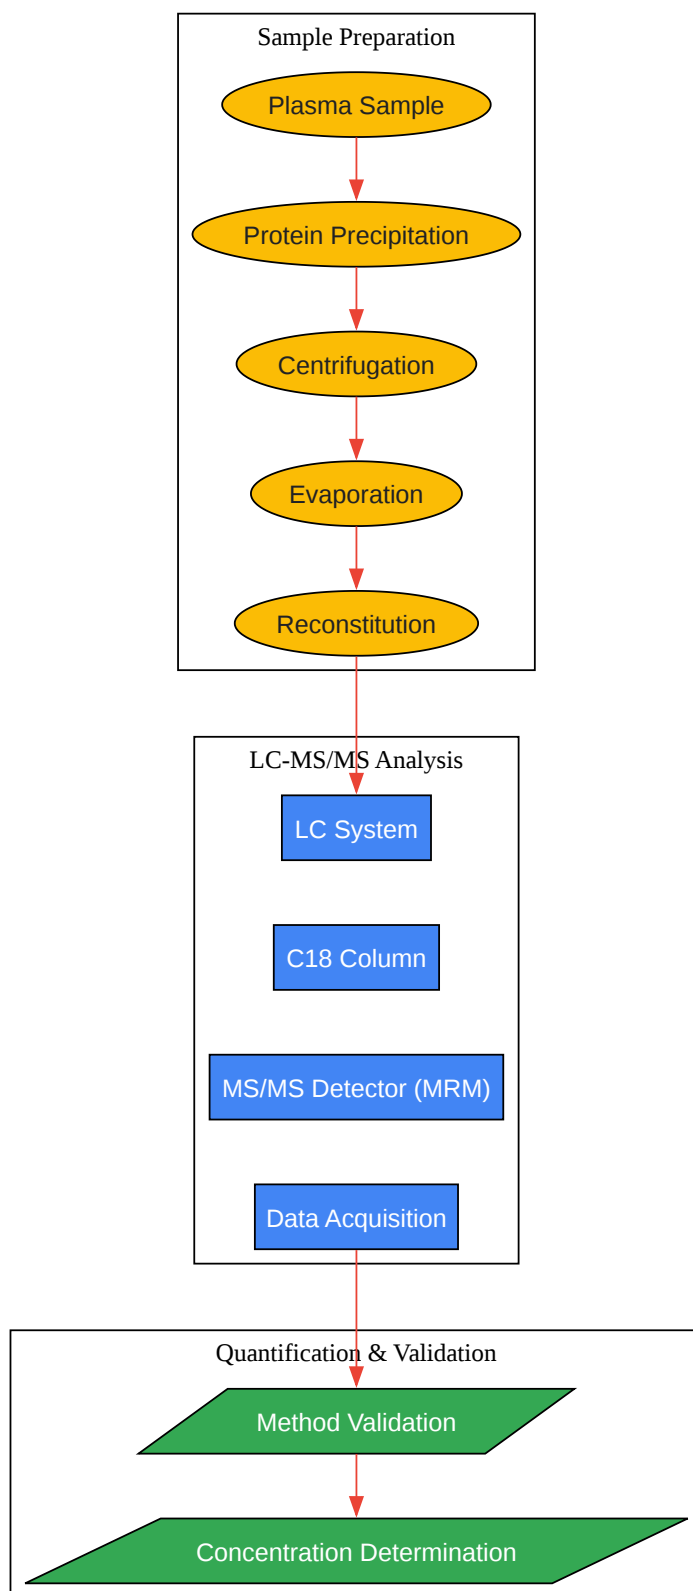 Sample Preparation
Plasma Sample
Protein Precipitation
Centrifugation
Evaporation
Reconstitution
LC-MS/MS Analysis
LC System
C18 Column
MS/MS Detector (MRM)
Data Acquisition
Quantification & Validation
Method Validation
Concentration Determination